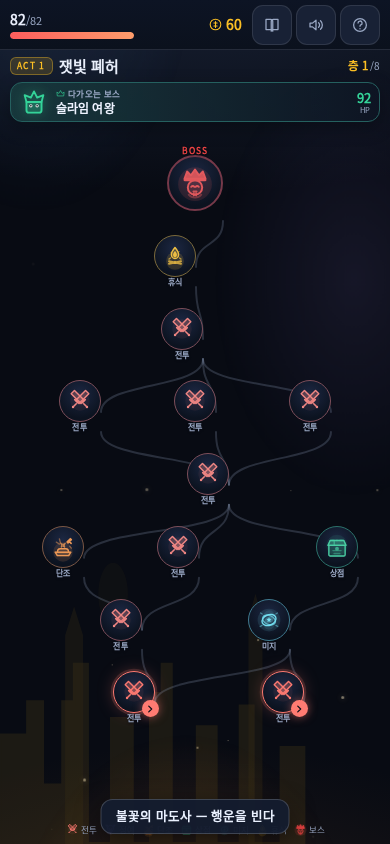 82/82
60
ACT 1 잿빛 폐허
층 1/8
다가오는 보스
슬라임 여왕
92
HP
BOSS
휴식
전투
전투
전투
전투
전투
단조
전투
상점
전투
미지
전투
전투
전투
보스
불꽃의 마도사 — 행운을 빈다